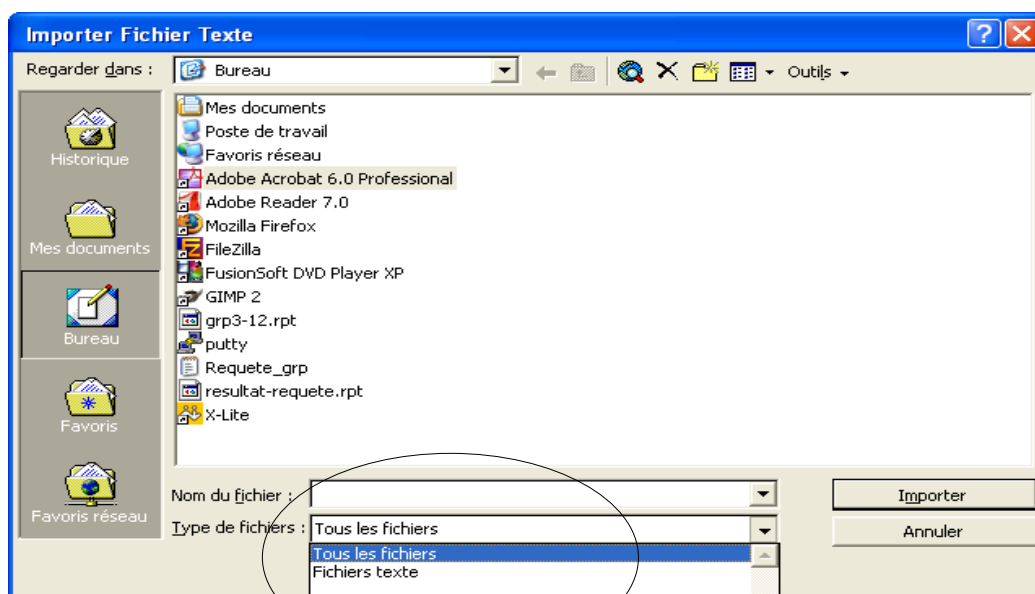 Importer Fichier Texte
Regarder dans :
Bureau
Outils
Historique
Mes documents
Bureau
Favoris
Favoris réseau
Mes documents
Poste de travail
Favoris réseau
Adobe Acrobat 6.0 Professional
Adobe Reader 7.0
Mozilla Firefox
FileZilla
FusionSoft DVD Player XP
GIMP 2
grp3-12.rpt
putty
Requete_grp
resultat-requete.rpt
X-Lite
Nom du fichier :
Importer
Type de fichiers : Tous les fichiers
Annuler
Tous les fichiers
Fichiers texte